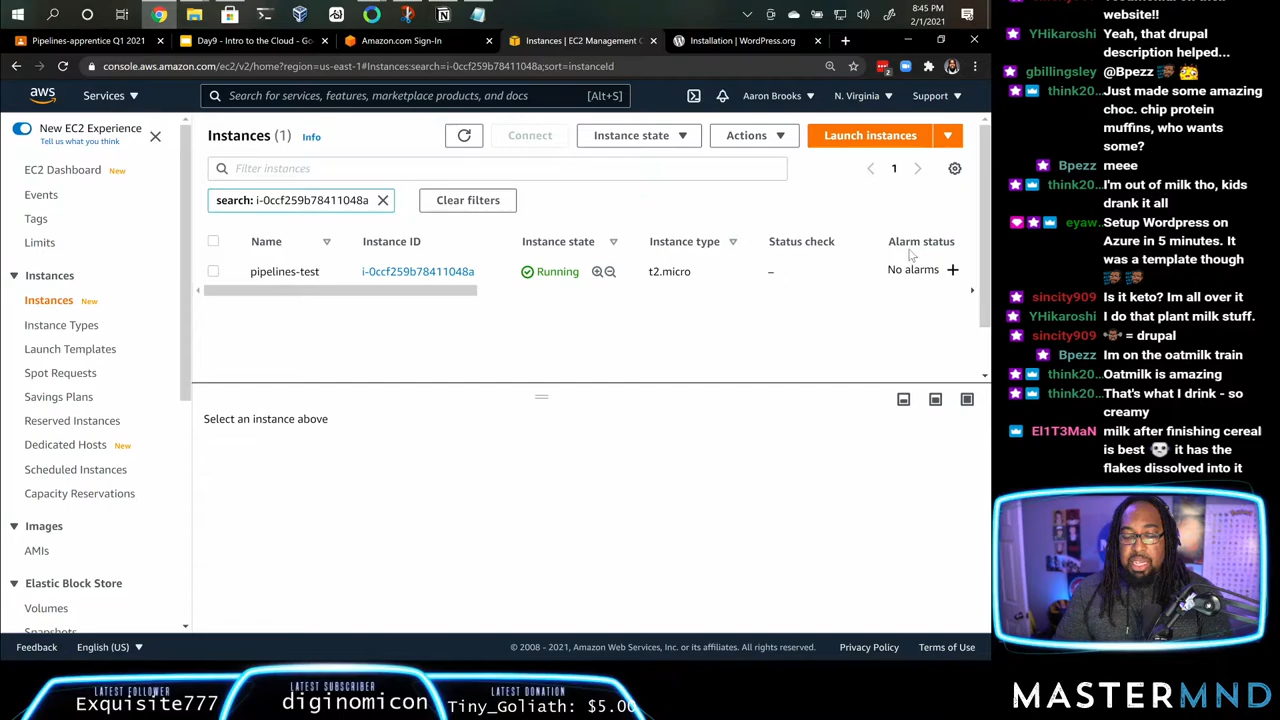 8:45 PM
2/1/2021
Pipelines-apprentice Q1 2021
Day9 - Intro to the Cloud - Go
Amazon.com Sign-In
Instances | EC2 Management C
Installation | WordPress.org
console.aws.amazon.com/ec2/v2/home?region=us-east-1#Instances:search=i-0ccf259b78411048a;sort=instanceId
2
aws
Services
Search for services, features, marketplace products, and docs
[Alt+S]
Aaron Brooks
N. Virginia
Support
New EC2 Experience
Tell us what you think
EC2 Dashboard New
Events
Tags
Limits
Instances
Instances New
Instance Types
Launch Templates
Spot Requests
Savings Plans
Reserved Instances
Dedicated Hosts New
Scheduled Instances
Capacity Reservations
Images
AMIs
Elastic Block Store
Volumes
Instances (1) Info
Connect
Instance state
Actions
Launch instances
Filter instances
1
search: i-0ccf259b78411048a
Clear filters
Name
Instance ID
Instance state
Instance type
Status check
Alarm status
pipelines-test
i-0ccf259b78411048a
Running
t2.micro
–
No alarms
Select an instance above
Feedback
English (US)
© 2008 - 2021, Amazon Web Services, Inc. or its affiliates. All rights reserved.
Privacy Policy
Terms of Use
website!!
YHikaroshi Yeah, that drupal
description helped...
gbillingsley @Bpezz
think20... Just made some amazing
choc. chip protein
muffins, who wants
some?
Bpezz meee
think20... I'm out of milk tho, kids
drank it all
eyaw... Setup Wordpress on
Azure in 5 minutes. It
was a template though
sincity909 Is it keto? Im all over it
YHikaroshi I do that plant milk stuff.
sincity909 = drupal
Bpezz Im on the oatmilk train
think20... Oatmilk is amazing
think20... That's what I drink - so
creamy
El1T3MaN milk after finishing cereal
is best it has the
flakes dissolved into it
LATEST FOLLOWER
Exquisite777
LATEST SUBSCRIBER
diginomicon
LATEST DONATION
Tiny_Goliath: $5.00
MASTERMND